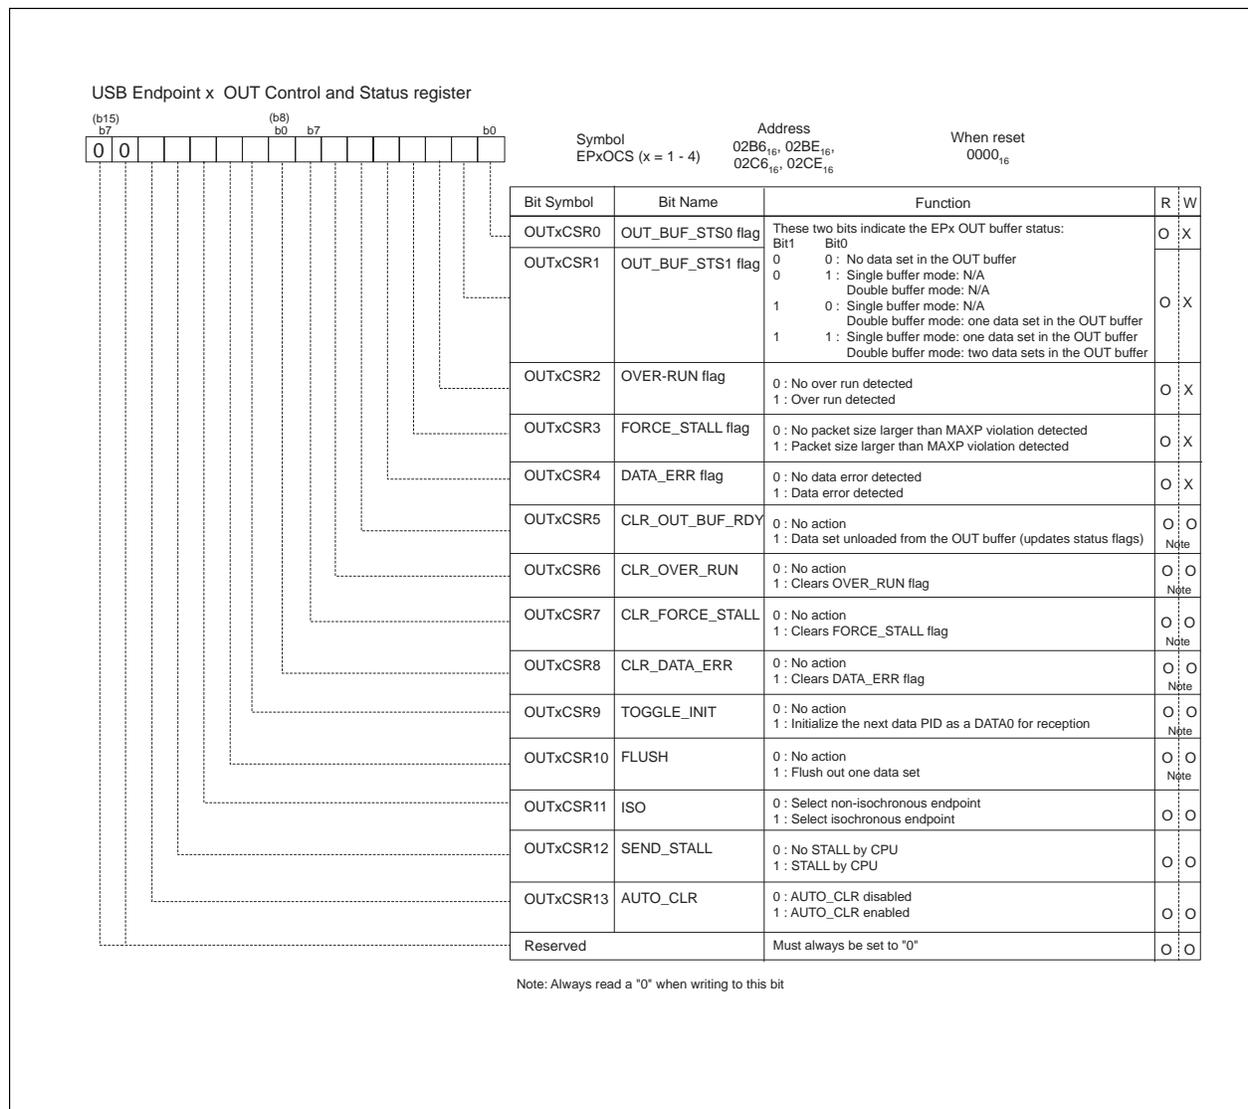 USB Endpoint x  OUT Control and Status register
(b15) (b8)
b7 b0 b7 b0
0 0
Symbol Address When reset
EPxOCS (x = 1 - 4) 02B6₁₆, 02BE₁₆, 0000₁₆
02C6₁₆, 02CE₁₆
Bit Symbol Bit Name Function R W
OUTxCSR0 OUT_BUF_STS0 flag These two bits indicate the EPx OUT buffer status: O X
Bit1 Bit0
OUTxCSR1 OUT_BUF_STS1 flag 0 0 : No data set in the OUT buffer
0 1 : Single buffer mode: N/A
Double buffer mode: N/A
1 0 : Single buffer mode: N/A O X
Double buffer mode: one data set in the OUT buffer
1 1 : Single buffer mode: one data set in the OUT buffer
Double buffer mode: two data sets in the OUT buffer
OUTxCSR2 OVER-RUN flag 0 : No over run detected O X
1 : Over run detected
OUTxCSR3 FORCE_STALL flag 0 : No packet size larger than MAXP violation detected O X
1 : Packet size larger than MAXP violation detected
OUTxCSR4 DATA_ERR flag 0 : No data error detected O X
1 : Data error detected
OUTxCSR5 CLR_OUT_BUF_RDY 0 : No action O O
1 : Data set unloaded from the OUT buffer (updates status flags) Note
OUTxCSR6 CLR_OVER_RUN 0 : No action O O
1 : Clears OVER_RUN flag Note
OUTxCSR7 CLR_FORCE_STALL 0 : No action O O
1 : Clears FORCE_STALL flag Note
OUTxCSR8 CLR_DATA_ERR 0 : No action O O
1 : Clears DATA_ERR flag Note
OUTxCSR9 TOGGLE_INIT 0 : No action O O
1 : Initialize the next data PID as a DATA0 for reception Note
OUTxCSR10 FLUSH 0 : No action O O
1 : Flush out one data set Note
OUTxCSR11 ISO 0 : Select non-isochronous endpoint O O
1 : Select isochronous endpoint
OUTxCSR12 SEND_STALL 0 : No STALL by CPU O O
1 : STALL by CPU
OUTxCSR13 AUTO_CLR 0 : AUTO_CLR disabled O O
1 : AUTO_CLR enabled
Reserved Must always be set to "0" O O
Note: Always read a "0" when writing to this bit